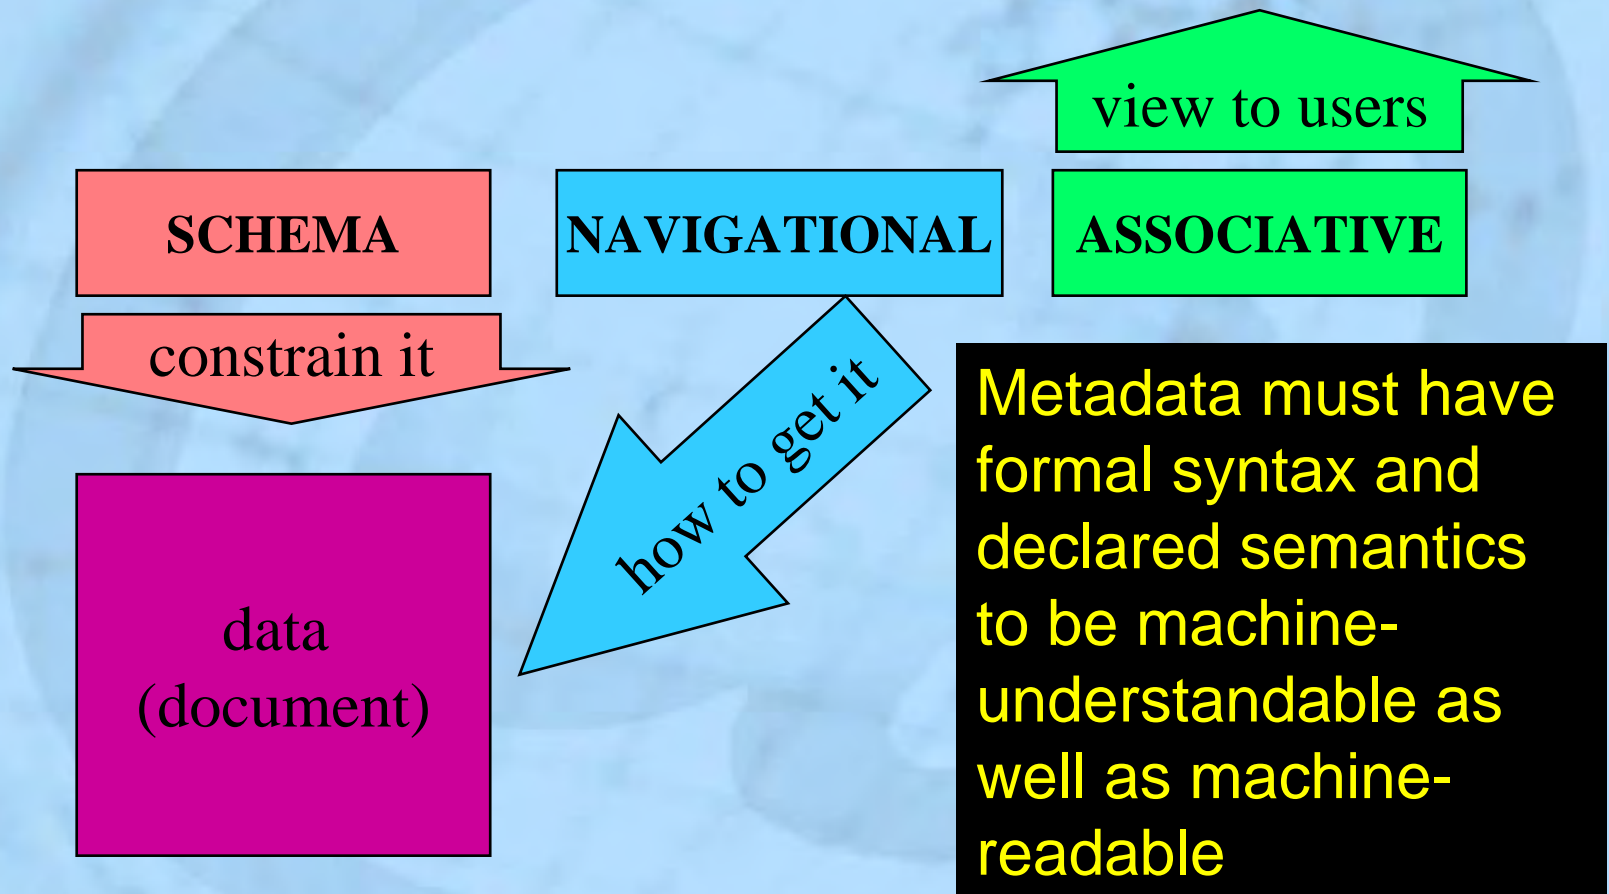 view to users
SCHEMA
NAVIGATIONAL
ASSOCIATIVE
constrain it
how to get it
data
(document)
Metadata must have
formal syntax and
declared semantics
to be machine-
understandable as
well as machine-
readable